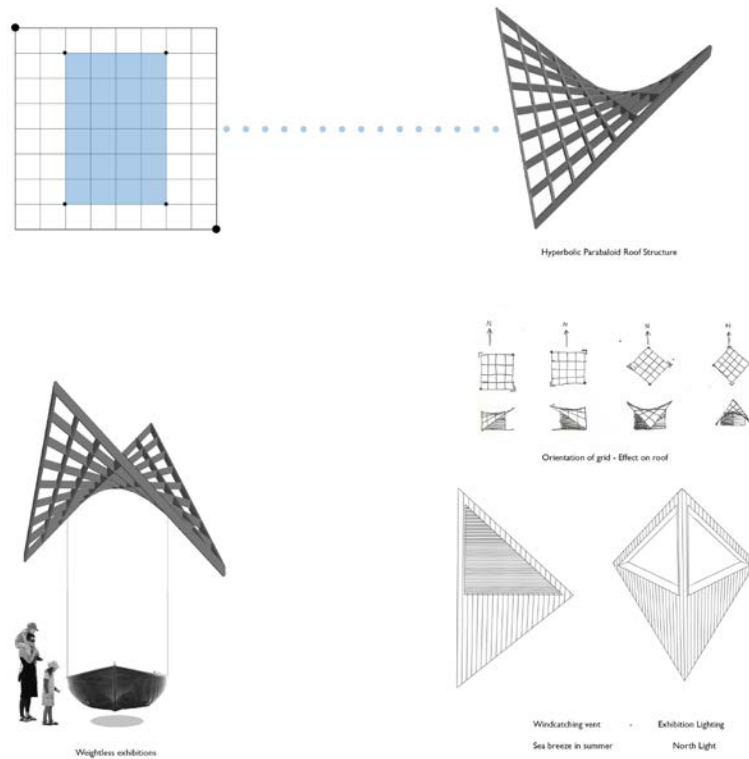 Hyperbolic Parabaloid Roof Structure
N N N N
Orientation of grid - Effect on roof
Windcatching vent - Exhibition Lighting
Sea breeze in summer North Light
Weightless exhibitions